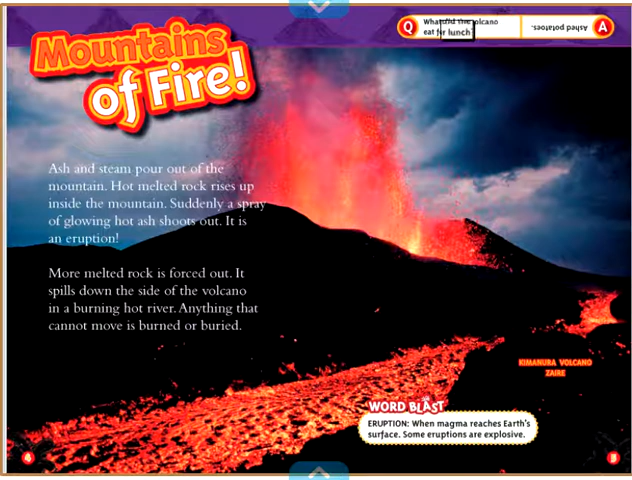 Mountains
of Fire!
Q
What did the volcano
eat for lunch?
Ashed potatoes.
A
Ash and steam pour out of the
mountain. Hot melted rock rises up
inside the mountain. Suddenly a spray
of glowing hot ash shoots out. It is
an eruption!
More melted rock is forced out. It
spills down the side of the volcano
in a burning hot river. Anything that
cannot move is burned or buried.
KIMANURA VOLCANO
ZAIRE
WORD BLAST
ERUPTION: When magma reaches Earth's
surface. Some eruptions are explosive.
4